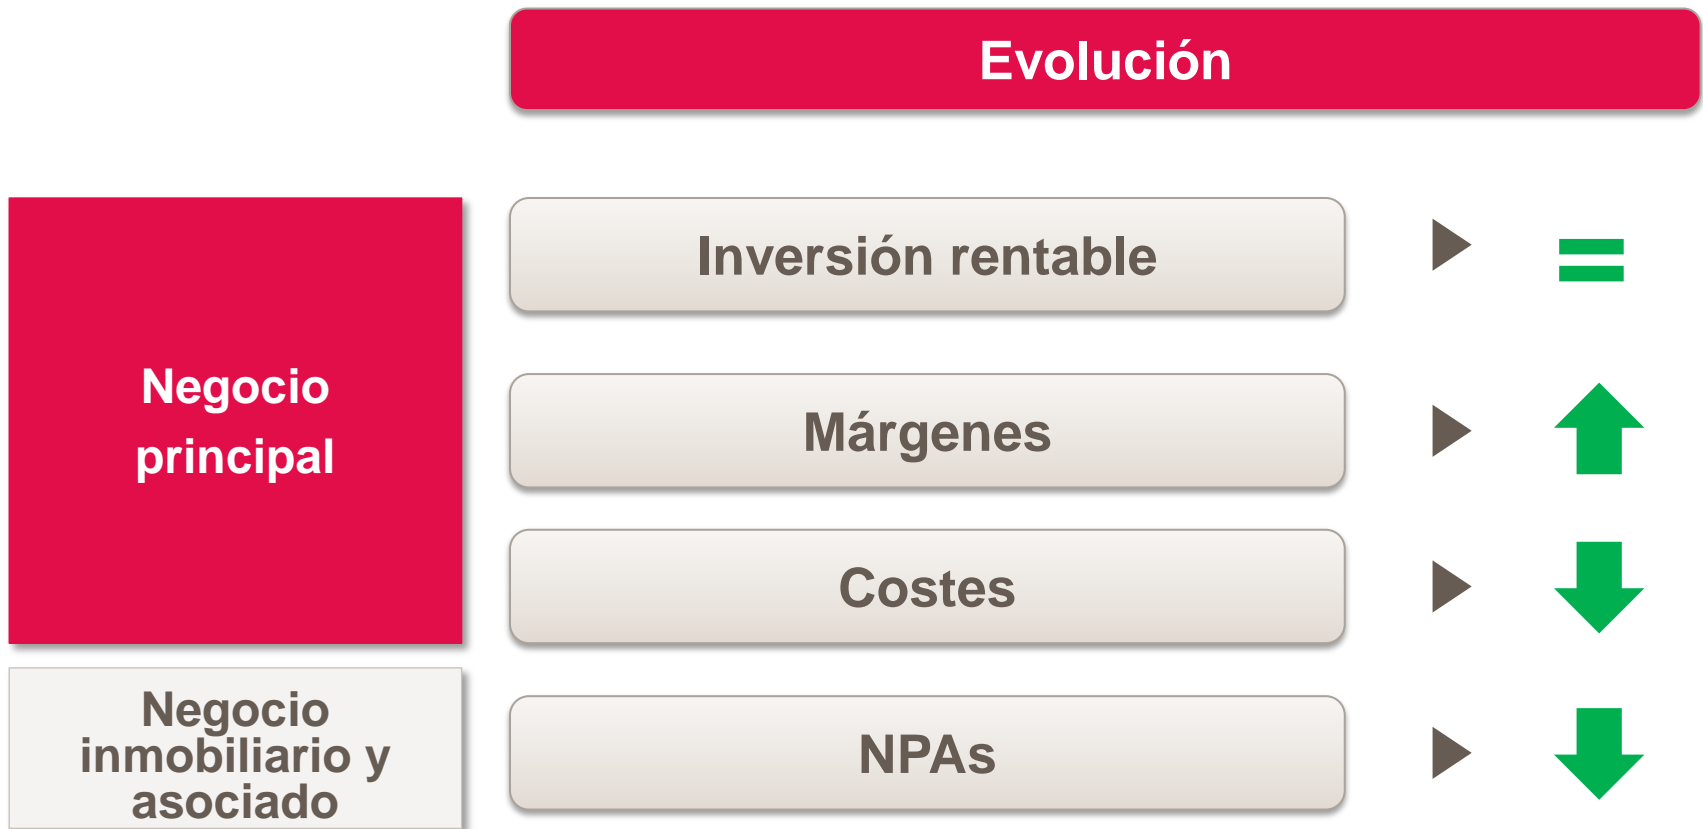 Evolución
Negocio
principal
Inversión rentable
=
Márgenes
Costes
Negocio
inmobiliario y
asociado
NPAs